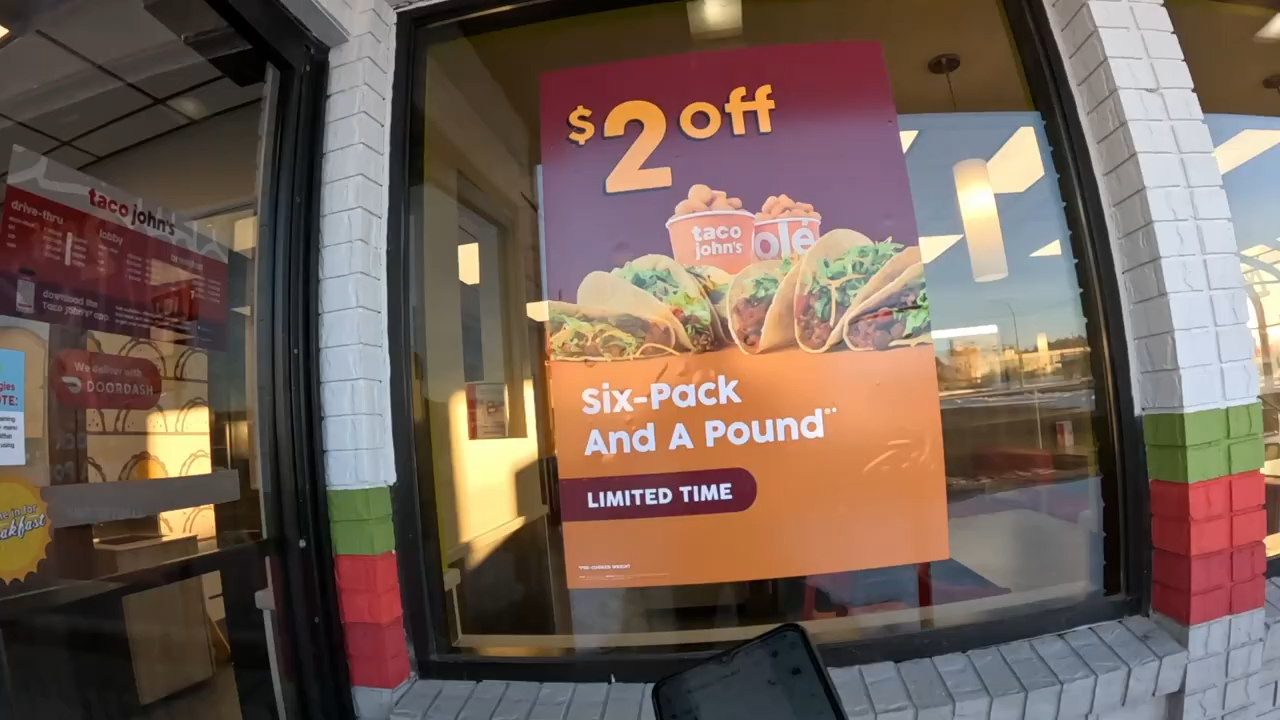 taco john's
drive-thru
lobby
download the
Taco John's® app.
We deliver with
DOORDASH
$2 off
taco
john's
olé
Six-Pack
And A Pound
LIMITED TIME
*PRE-COOKED WEIGHT